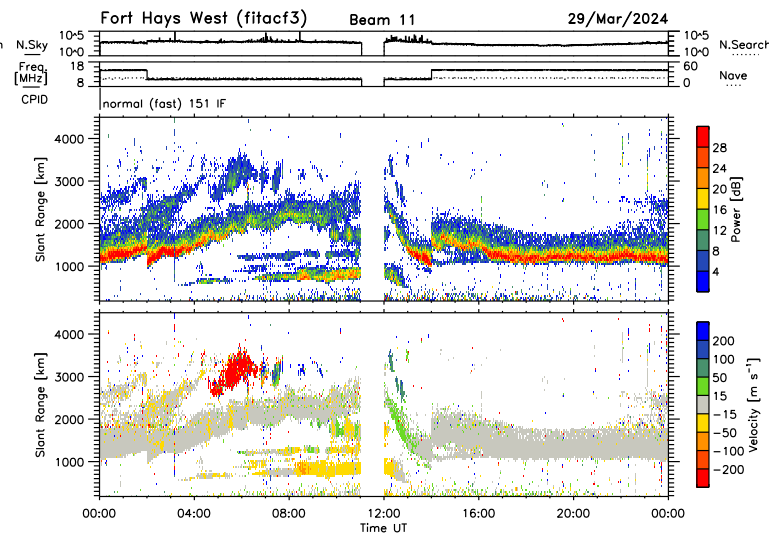 Fort Hays West (fitacf3) Beam 11 29/Mar/2024
n N.Sky 10^5 10^0 10^5 10^0 N.Search
Freq. [MHz] 18 8 60 0 Nave
CPID normal (fast) 151 IF
Slant Range [km] 4000 3000 2000 1000
28 24 20 16 12 8 4 Power [dB]
Slant Range [km] 4000 3000 2000 1000
200 100 50 15 -15 -50 -100 -200 Velocity [m s⁻¹]
00:00 04:00 08:00 12:00 16:00 20:00 00:00
Time UT